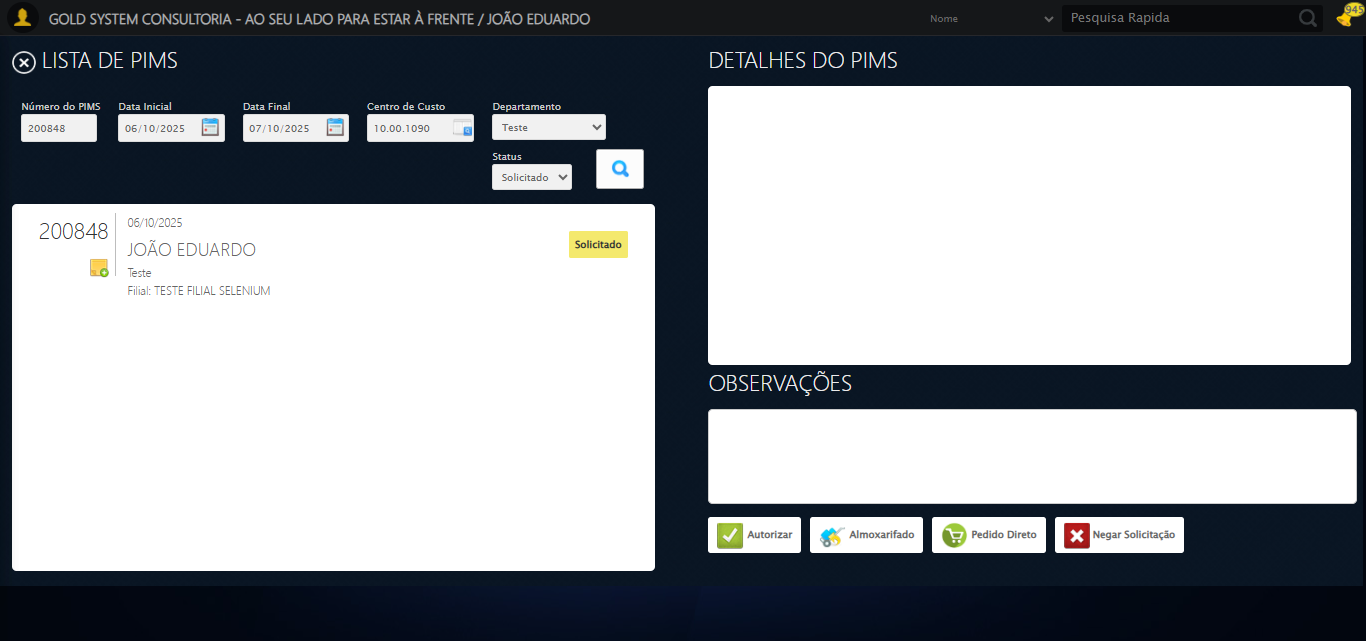 GOLD SYSTEM CONSULTORIA - AO SEU LADO PARA ESTAR À FRENTE / JOÃO EDUARDO
Nome
Pesquisa Rapida
945
LISTA DE PIMS
Número do PIMS
Data Inicial
Data Final
Centro de Custo
Departamento
200848
06/10/2025
07/10/2025
10.00.1090
Teste
Status
Solicitado
200848
06/10/2025
JOÃO EDUARDO
Teste
Filial: TESTE FILIAL SELENIUM
Solicitado
DETALHES DO PIMS
OBSERVAÇÕES
Autorizar
Almoxarifado
Pedido Direto
Negar Solicitação